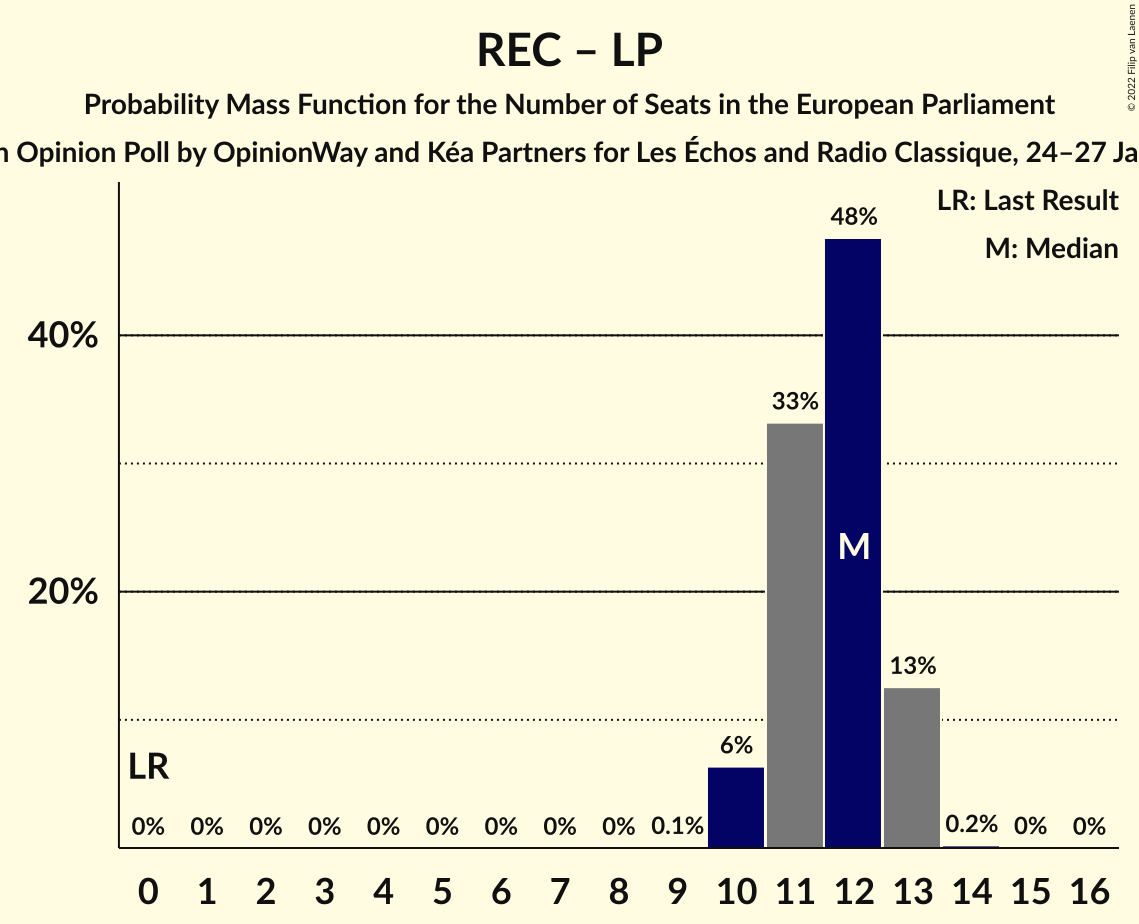 REC – LP
Probability Mass Function for the Number of Seats in the European Parliament
Opinion Poll by OpinionWay and Kéa Partners for Les Échos and Radio Classique, 24–27
© 2022 Filip van Laenen
LR: Last Result
M: Median
48%
40%
33%
M
20%
13%
6%
LR
0% 0% 0% 0% 0% 0% 0% 0% 0% 0.1% 0.2% 0% 0%
0 1 2 3 4 5 6 7 8 9 10 11 12 13 14 15 16